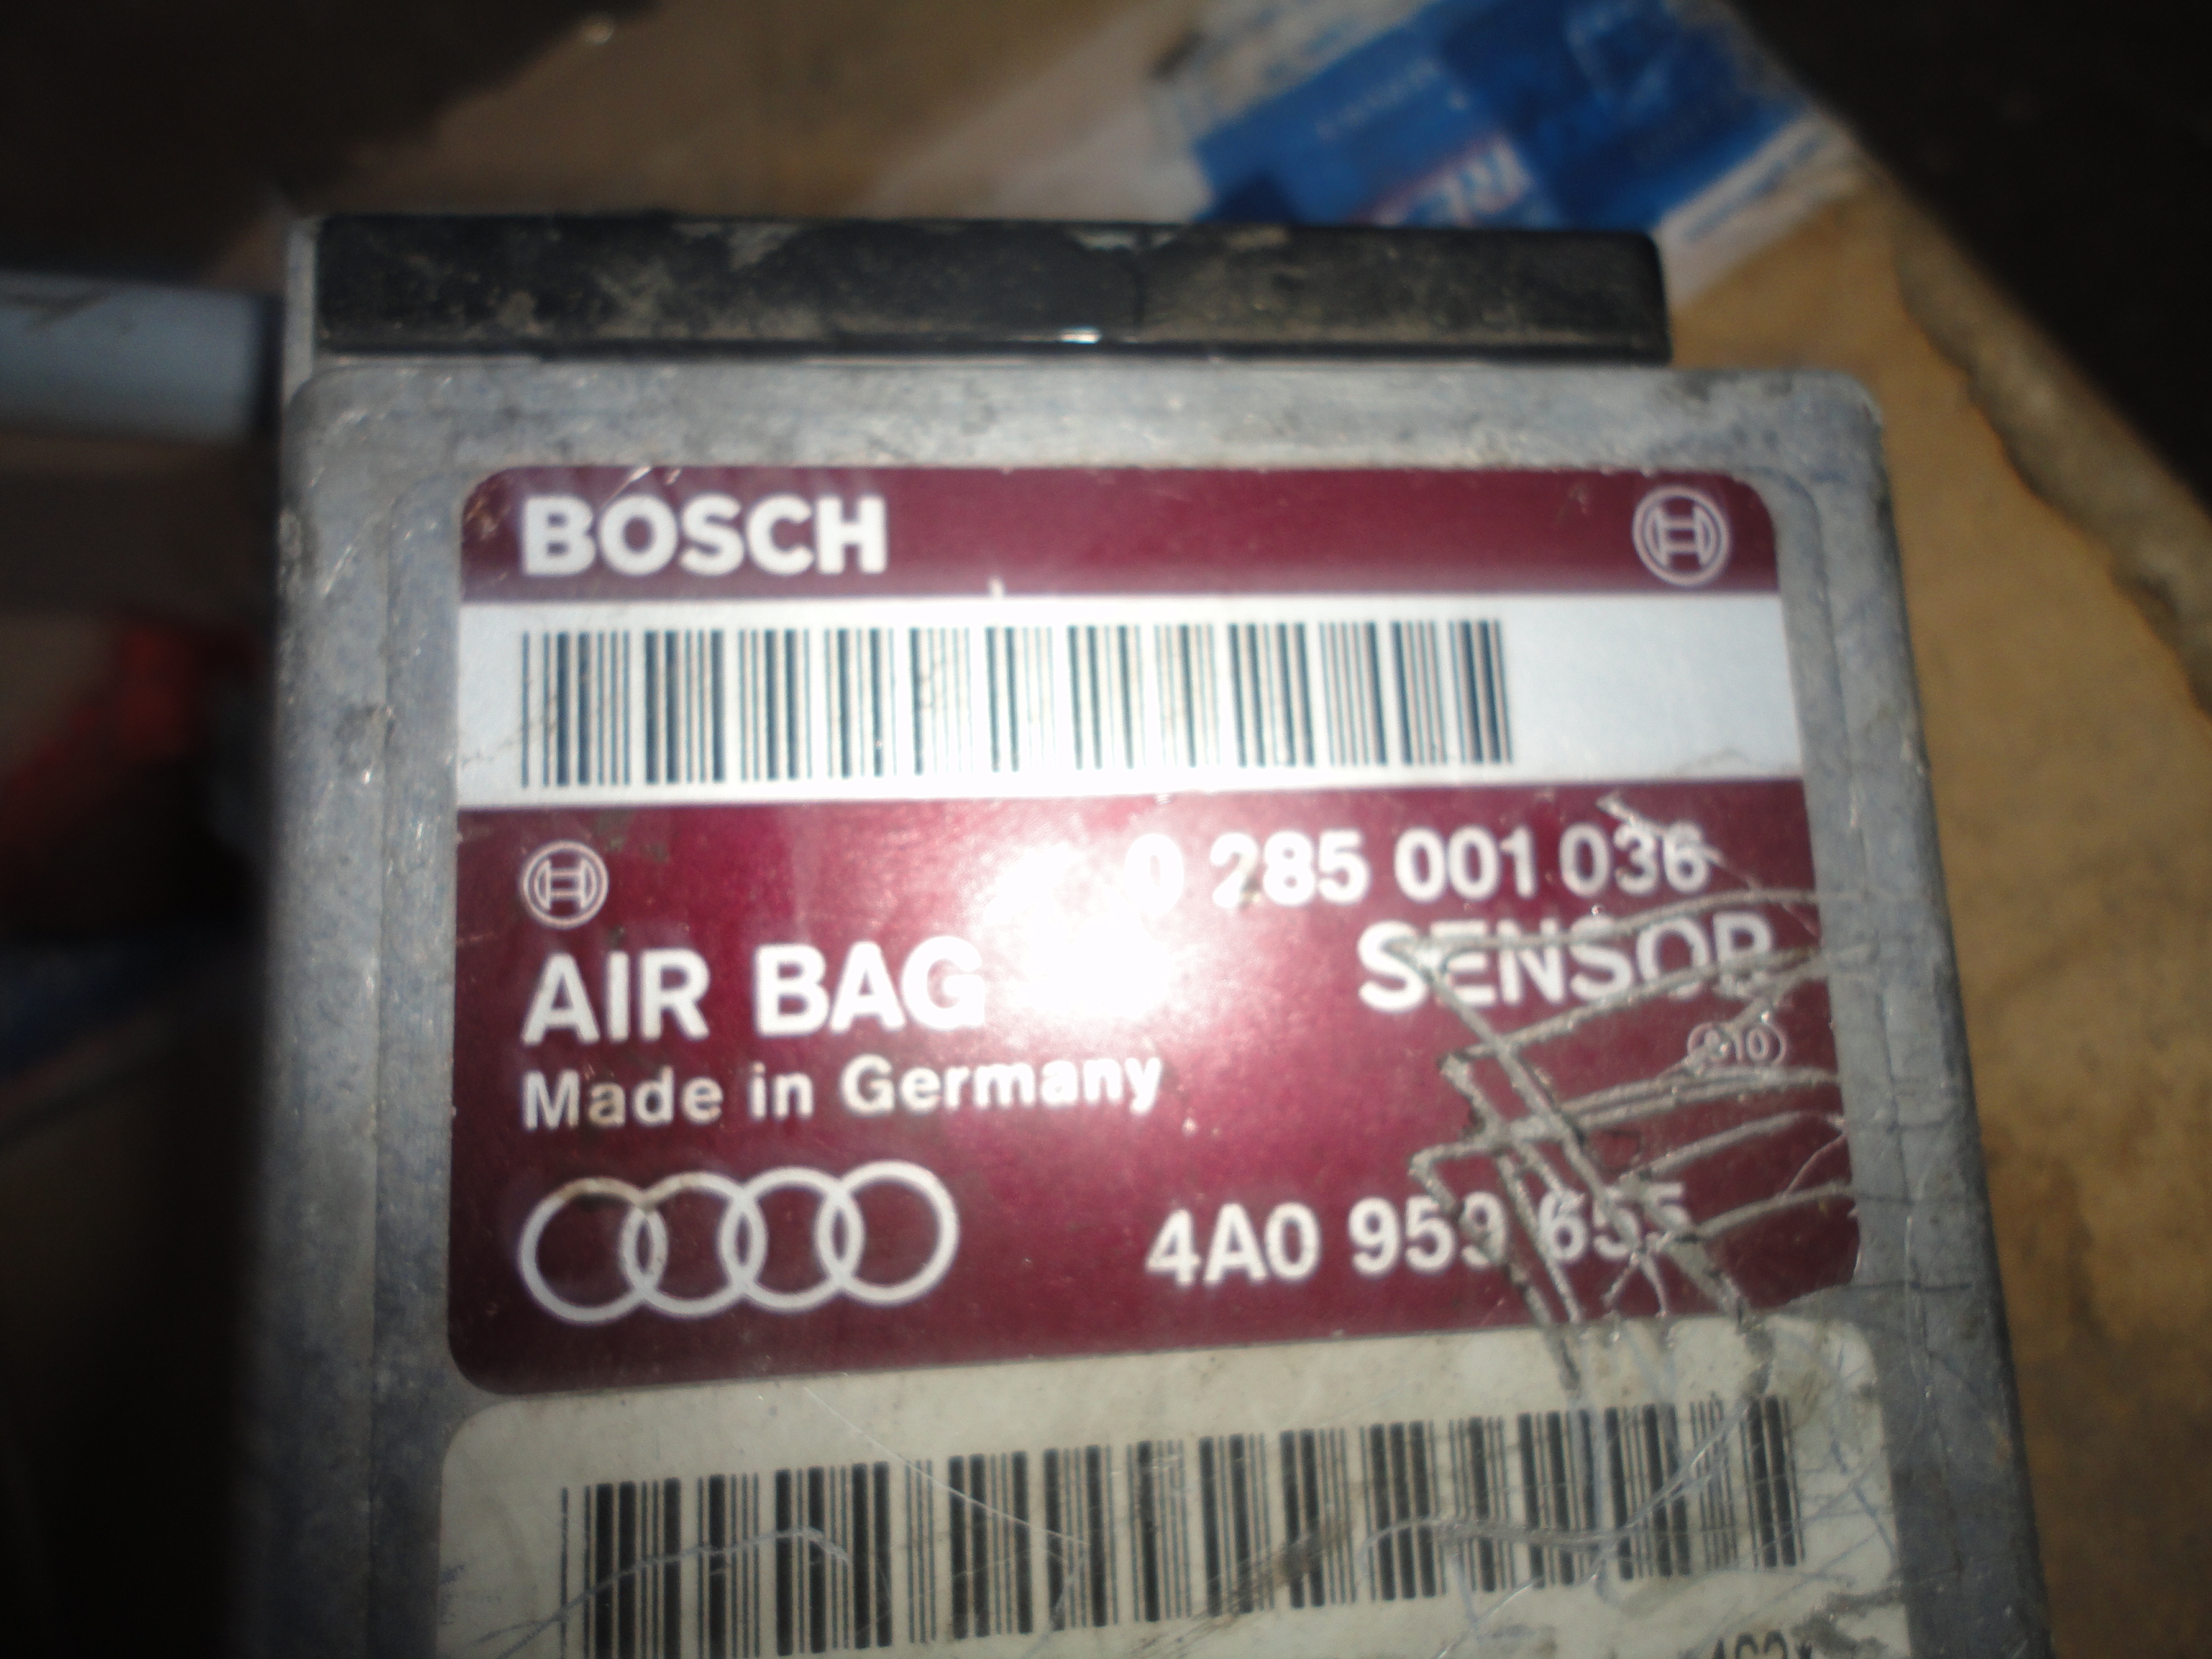 BOSCH
0 285 001 036
AIR BAG SENSOR
Made in Germany
4A0 959 655